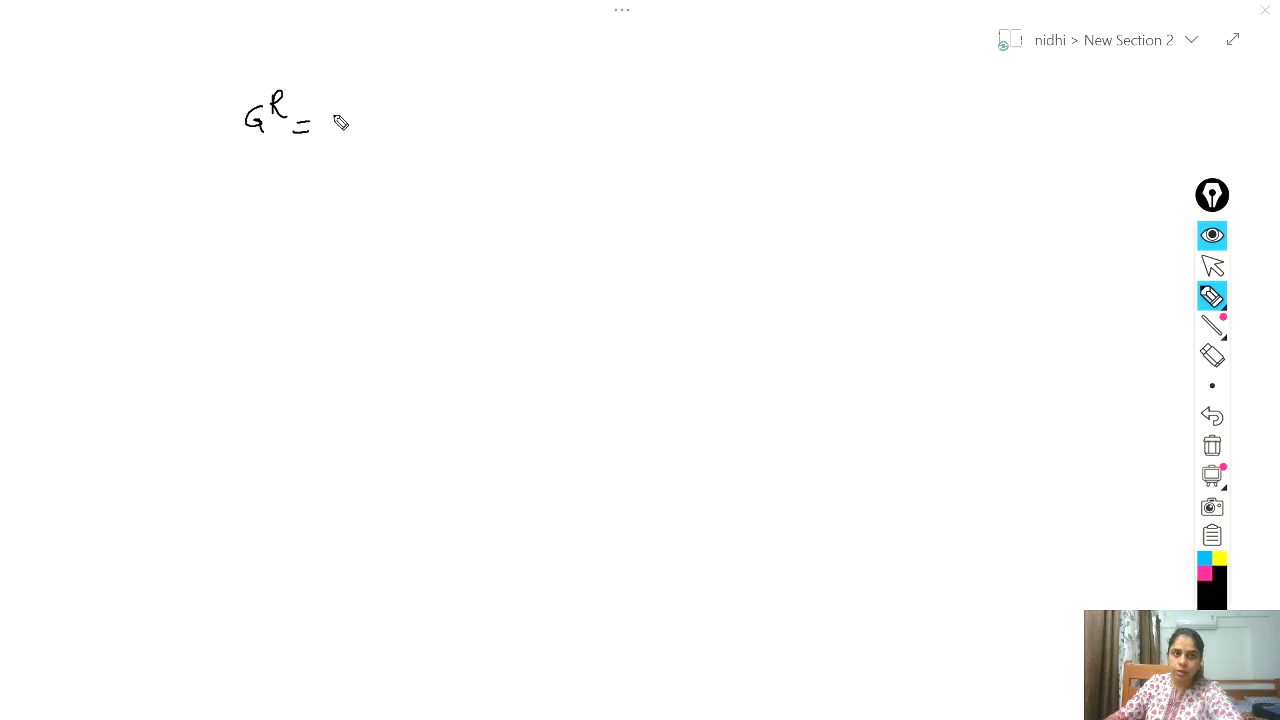 nidhi > New Section 2
G^R =